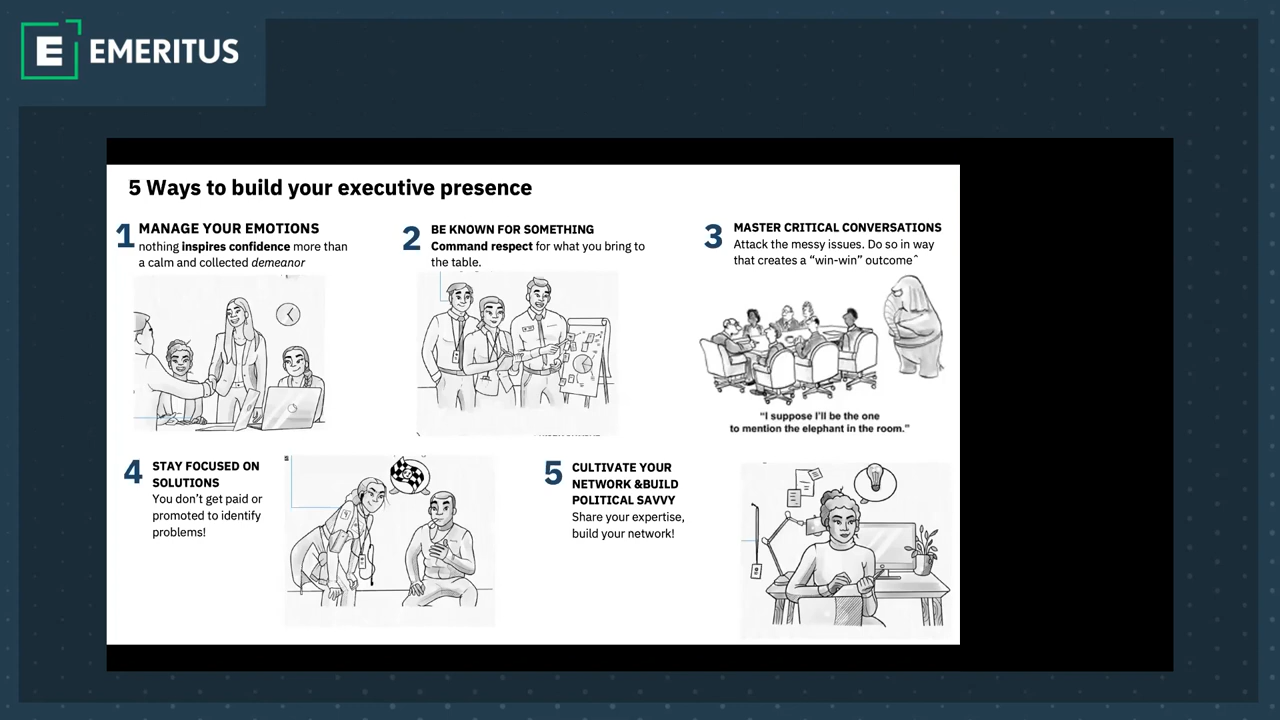 EMERITUS
5 Ways to build your executive presence
1 MANAGE YOUR EMOTIONS
nothing inspires confidence more than
a calm and collected demeanor
2 BE KNOWN FOR SOMETHING
Command respect for what you bring to
the table.
3 MASTER CRITICAL CONVERSATIONS
Attack the messy issues. Do so in way
that creates a “win-win” outcome^
“I suppose I’ll be the one
to mention the elephant in the room.”
4 STAY FOCUSED ON
SOLUTIONS
You don’t get paid or
promoted to identify
problems!
5 CULTIVATE YOUR
NETWORK &BUILD
POLITICAL SAVVY
Share your expertise,
build your network!